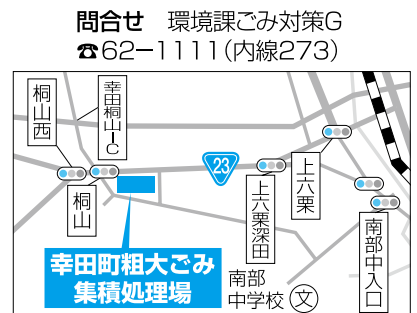 問合せ 環境課ごみ対策G
☎62-1111(内線273)
桐山西
幸田桐山IC
桐山
23
上六栗深田
上六栗
南部中入口
幸田町粗大ごみ
集積処理場
南部
中学校 文